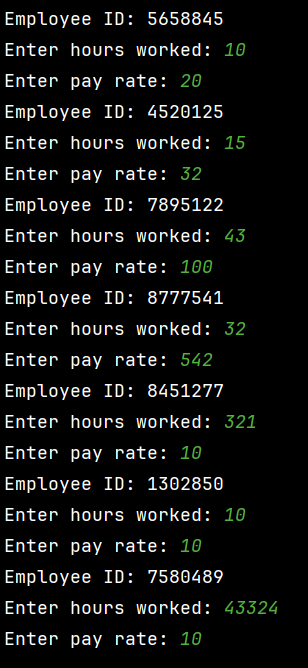 Employee ID: 5658845
Enter hours worked: 10
Enter pay rate: 20
Employee ID: 4520125
Enter hours worked: 15
Enter pay rate: 32
Employee ID: 7895122
Enter hours worked: 43
Enter pay rate: 100
Employee ID: 8777541
Enter hours worked: 32
Enter pay rate: 542
Employee ID: 8451277
Enter hours worked: 321
Enter pay rate: 10
Employee ID: 1302850
Enter hours worked: 10
Enter pay rate: 10
Employee ID: 7580489
Enter hours worked: 43324
Enter pay rate: 10